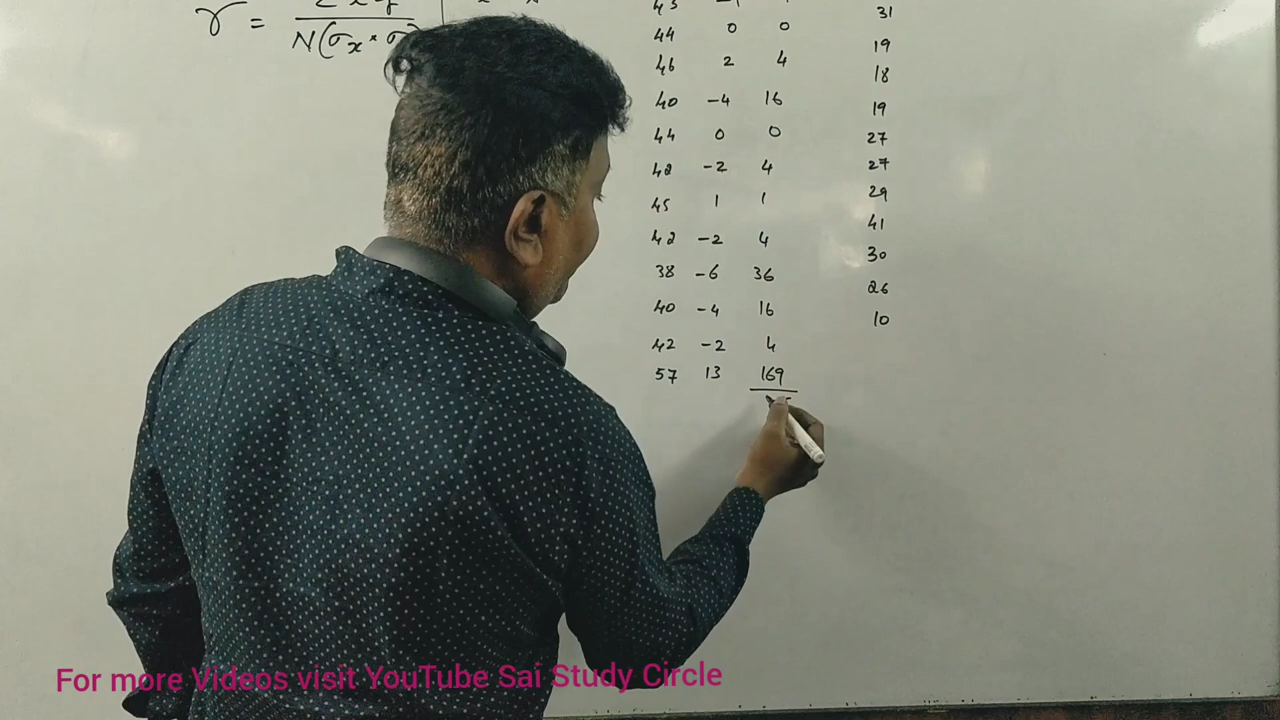 r = Σxy / N(σx × σ
43 -1
31
44 0 0
19
46 2 4
18
40 -4 16
19
44 0 0
27
42 -2 4
27
45 1 1
29
42 -2 4
41
38 -6 36
30
40 -4 16
26
42 -2 4
10
57 13 169
For more Videos visit YouTube Sai Study Circle